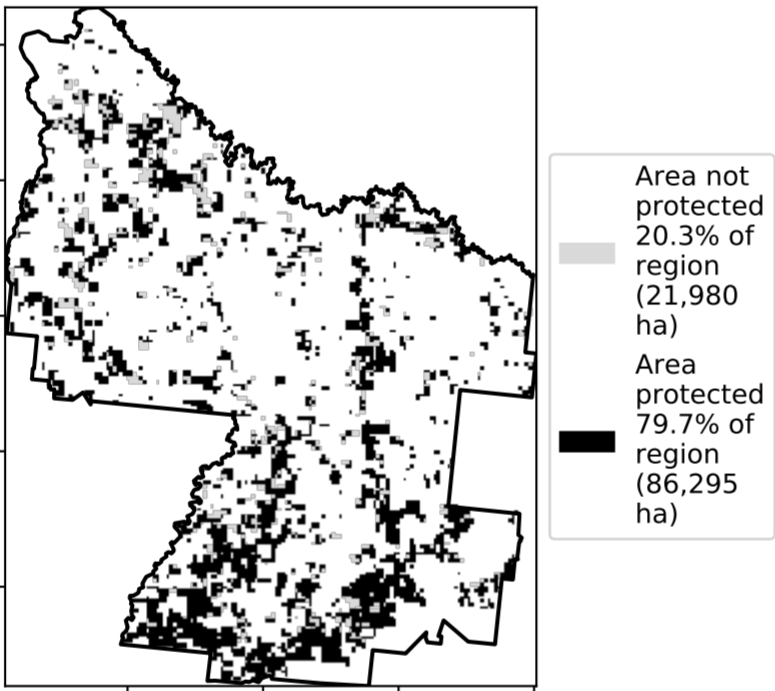 Area not
protected
20.3% of
region
(21,980
ha)
Area
protected
79.7% of
region
(86,295
ha)